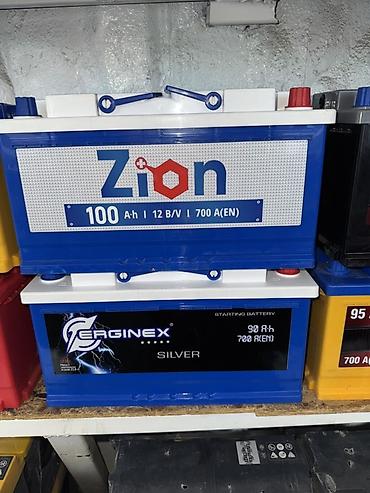 Zion
100 A·h | 12 B/V | 700 A(EN)
ERGINEX
STARTING BATTERY
90 A·h
700 A(EN)
SILVER
95
700 A